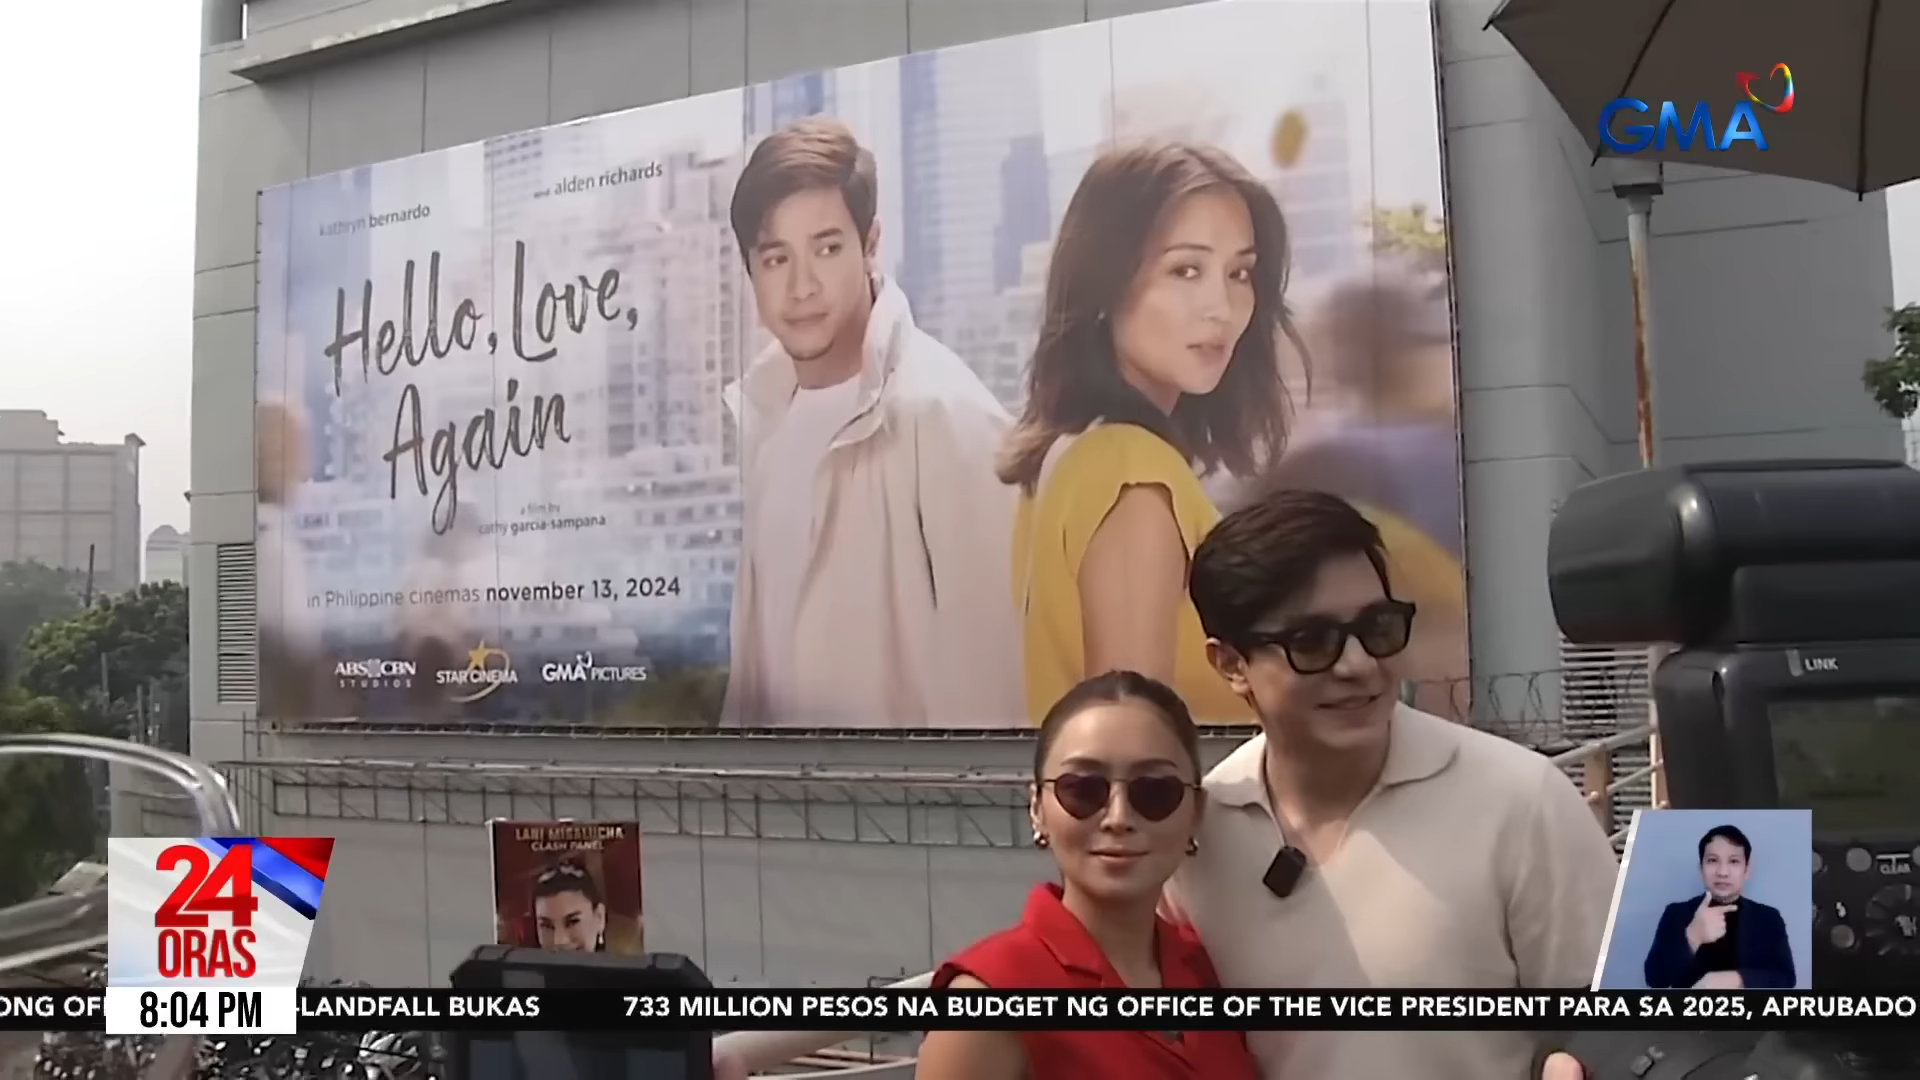 GMA
kathryn bernardo
and alden richards
Hello, Love,
Again
a film by
cathy garcia-sampana
in Philippine cinemas november 13, 2024
ABS CBN
STUDIOS
STAR CINEMA
GMA PICTURES
LINK
CLEAR
LANI MISALUCHA
CLASH PANEL
24
ORAS
8:04 PM
-LANDFALL BUKAS
733 MILLION PESOS NA BUDGET NG OFFICE OF THE VICE PRESIDENT PARA SA 2025, APRUBADO